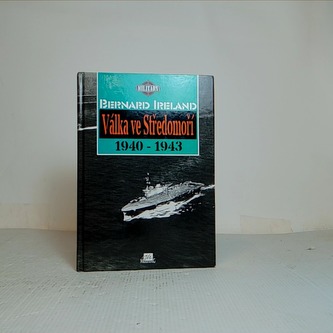 MILITARY
BERNARD IRELAND
Válka ve Středomoří
1940 - 1943